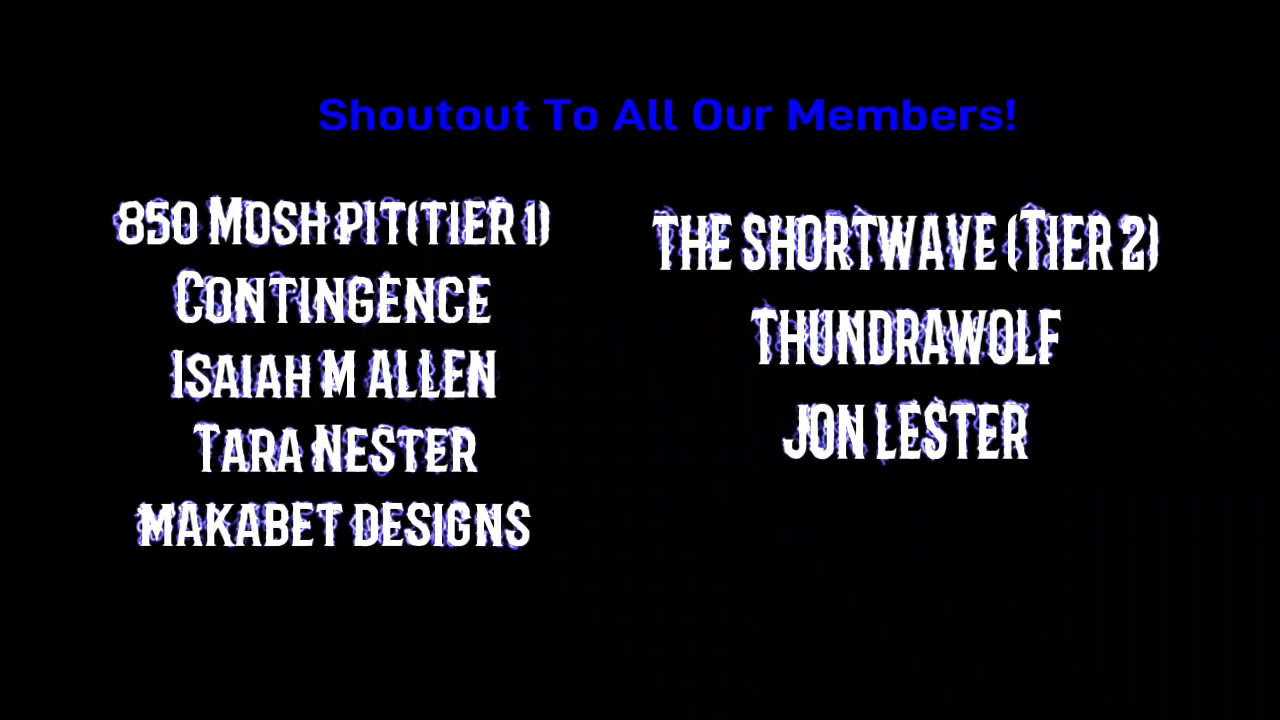 Shoutout To All Our Members!
850 Mosh pit(tier 1)
Contingence
Isaiah M Allen
Tara Nester
makabet designs
The Shortwave (Tier 2)
Thundrawolf
Jon Lester